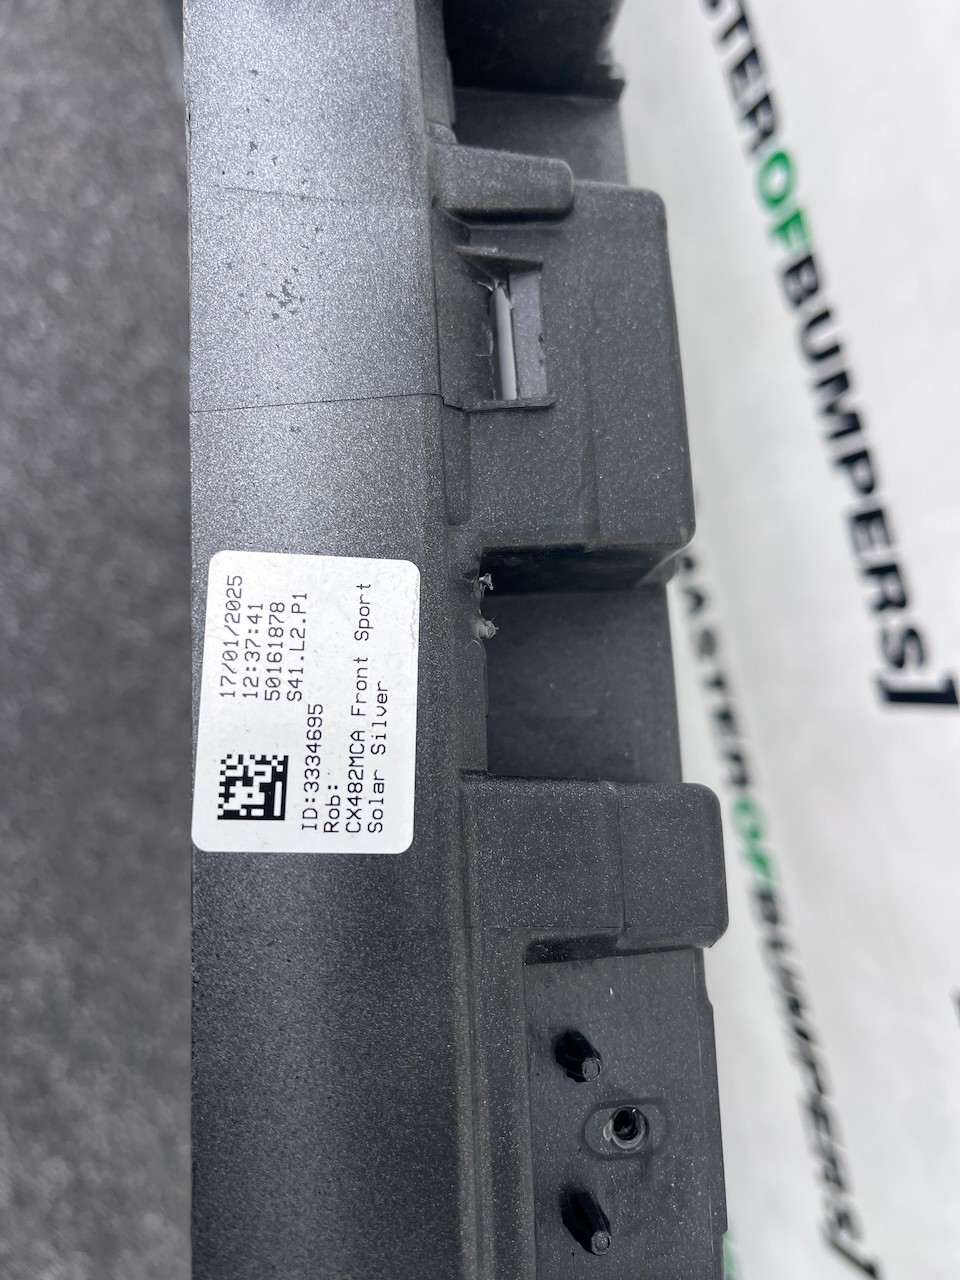 17/01/2025
12:37:41
50161878
S41.L2.P1
ID:3334695
Rob:
CX482MCA Front Sport
Solar Silver
STEROFBUMPERS]
MASTEROFBUMPERS]